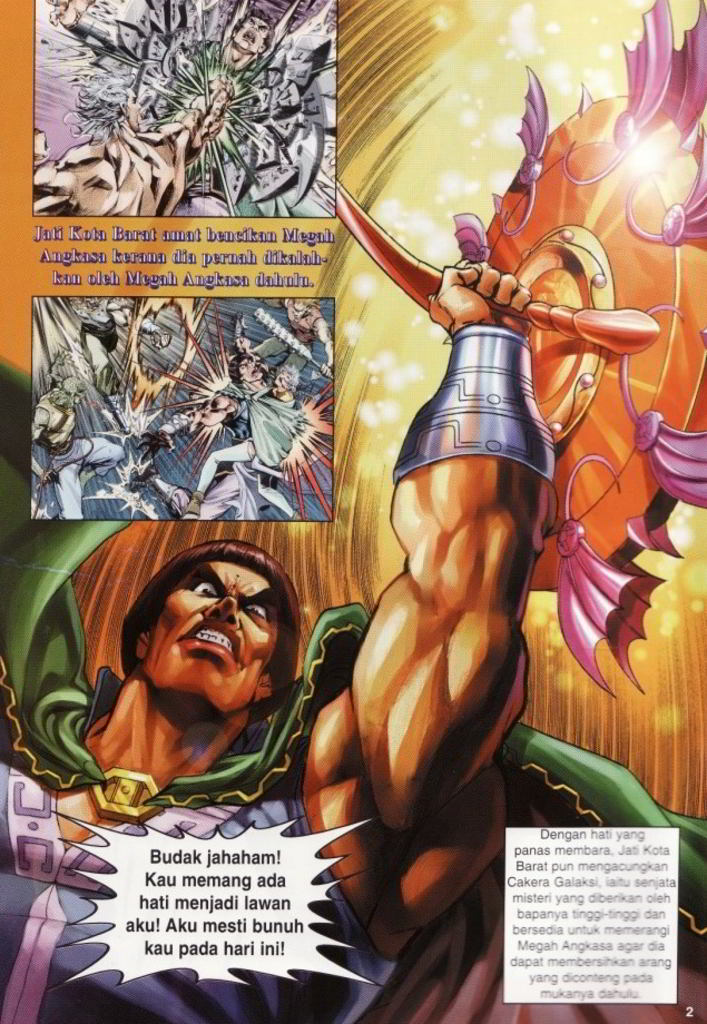 Jati Kota Barat amat bencikan Megah
Angkasa kerana dia pernah dikalah-
kan oleh Megah Angkasa dahulu.
Budak jahaham!
Kau memang ada
hati menjadi lawan
aku! Aku mesti bunuh
kau pada hari ini!
Dengan hati yang
panas membara, Jati Kota
Barat pun mengacungkan
Cakera Galaksi, iaitu senjata
misteri yang diberikan oleh
bapanya tinggi-tinggi dan
bersedia untuk memerangi
Megah Angkasa agar dia
dapat membersihkan arang
yang diconteng pada
mukanya dahulu.
2